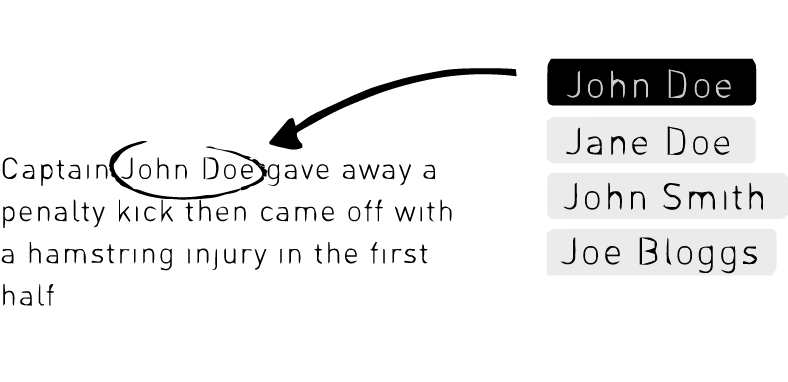 Captain John Doe gave away a
penalty kick then came off with
a hamstring injury in the first
half
John Doe
Jane Doe
John Smith
Joe Bloggs